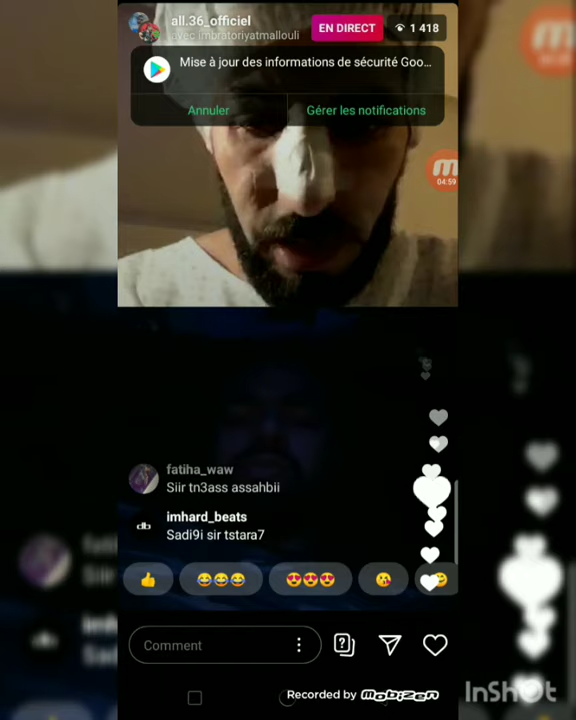 all.36_officiel
avec imbratoriyatmallouli
EN DIRECT
1 418
Mise à jour des informations de sécurité Goo...
Annuler
Gérer les notifications
04:59
fatiha_waw
Siir tn3ass assahbii
imhard_beats
Sadi9i sir tstara7
Comment
Recorded by mobizen
InShOt